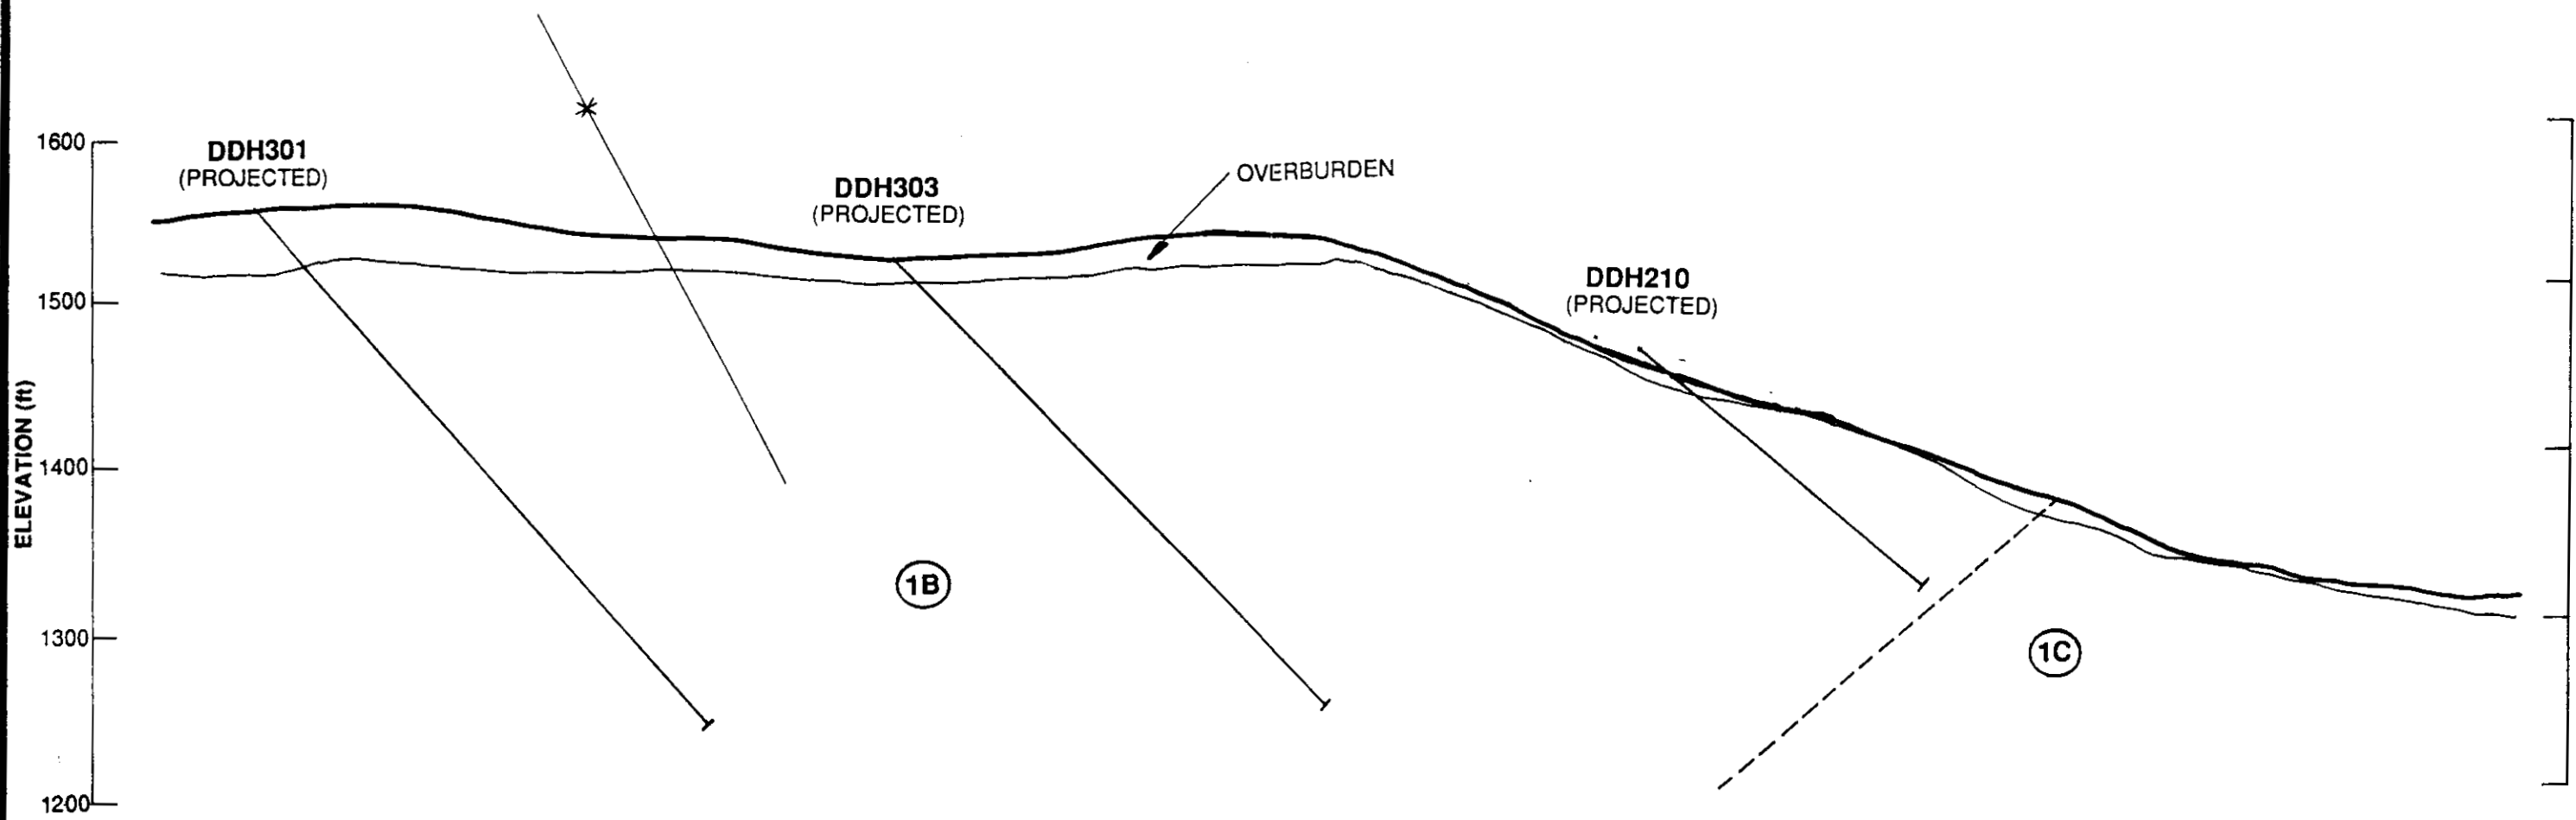 1600
DDH301
(PROJECTED)
DDH303
(PROJECTED)
OVERBURDEN
DDH210
(PROJECTED)
1500
ELEVATION (ft)
1400
1B
1300
1C
1200